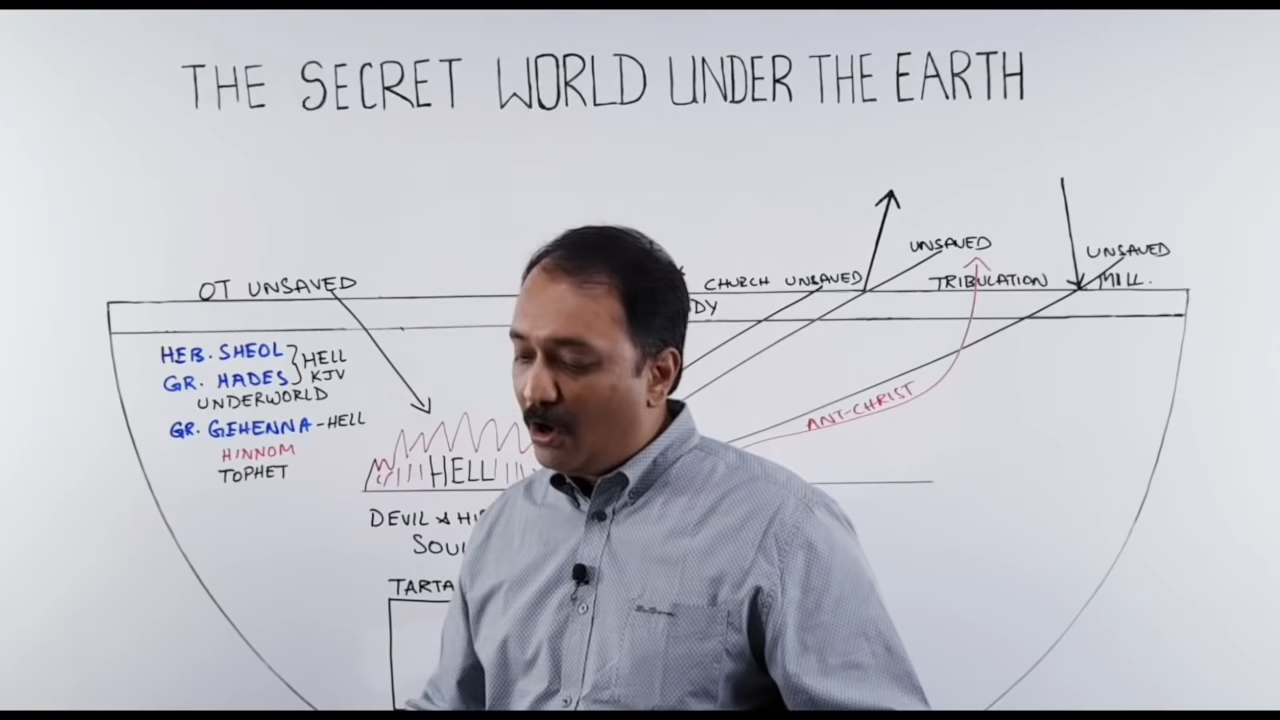 THE SECRET WORLD UNDER THE EARTH
OT UNSAVED
CHURCH UNSAVED
UNSAVED
TRIBULATION
UNSAVED
MILL.
HEB. SHEOL
GR. HADES
HELL
KJV
UNDERWORLD
GR. GEHENNA - HELL
HINNOM
TOPHET
HELL
ANT-CHRIST
DEVIL &